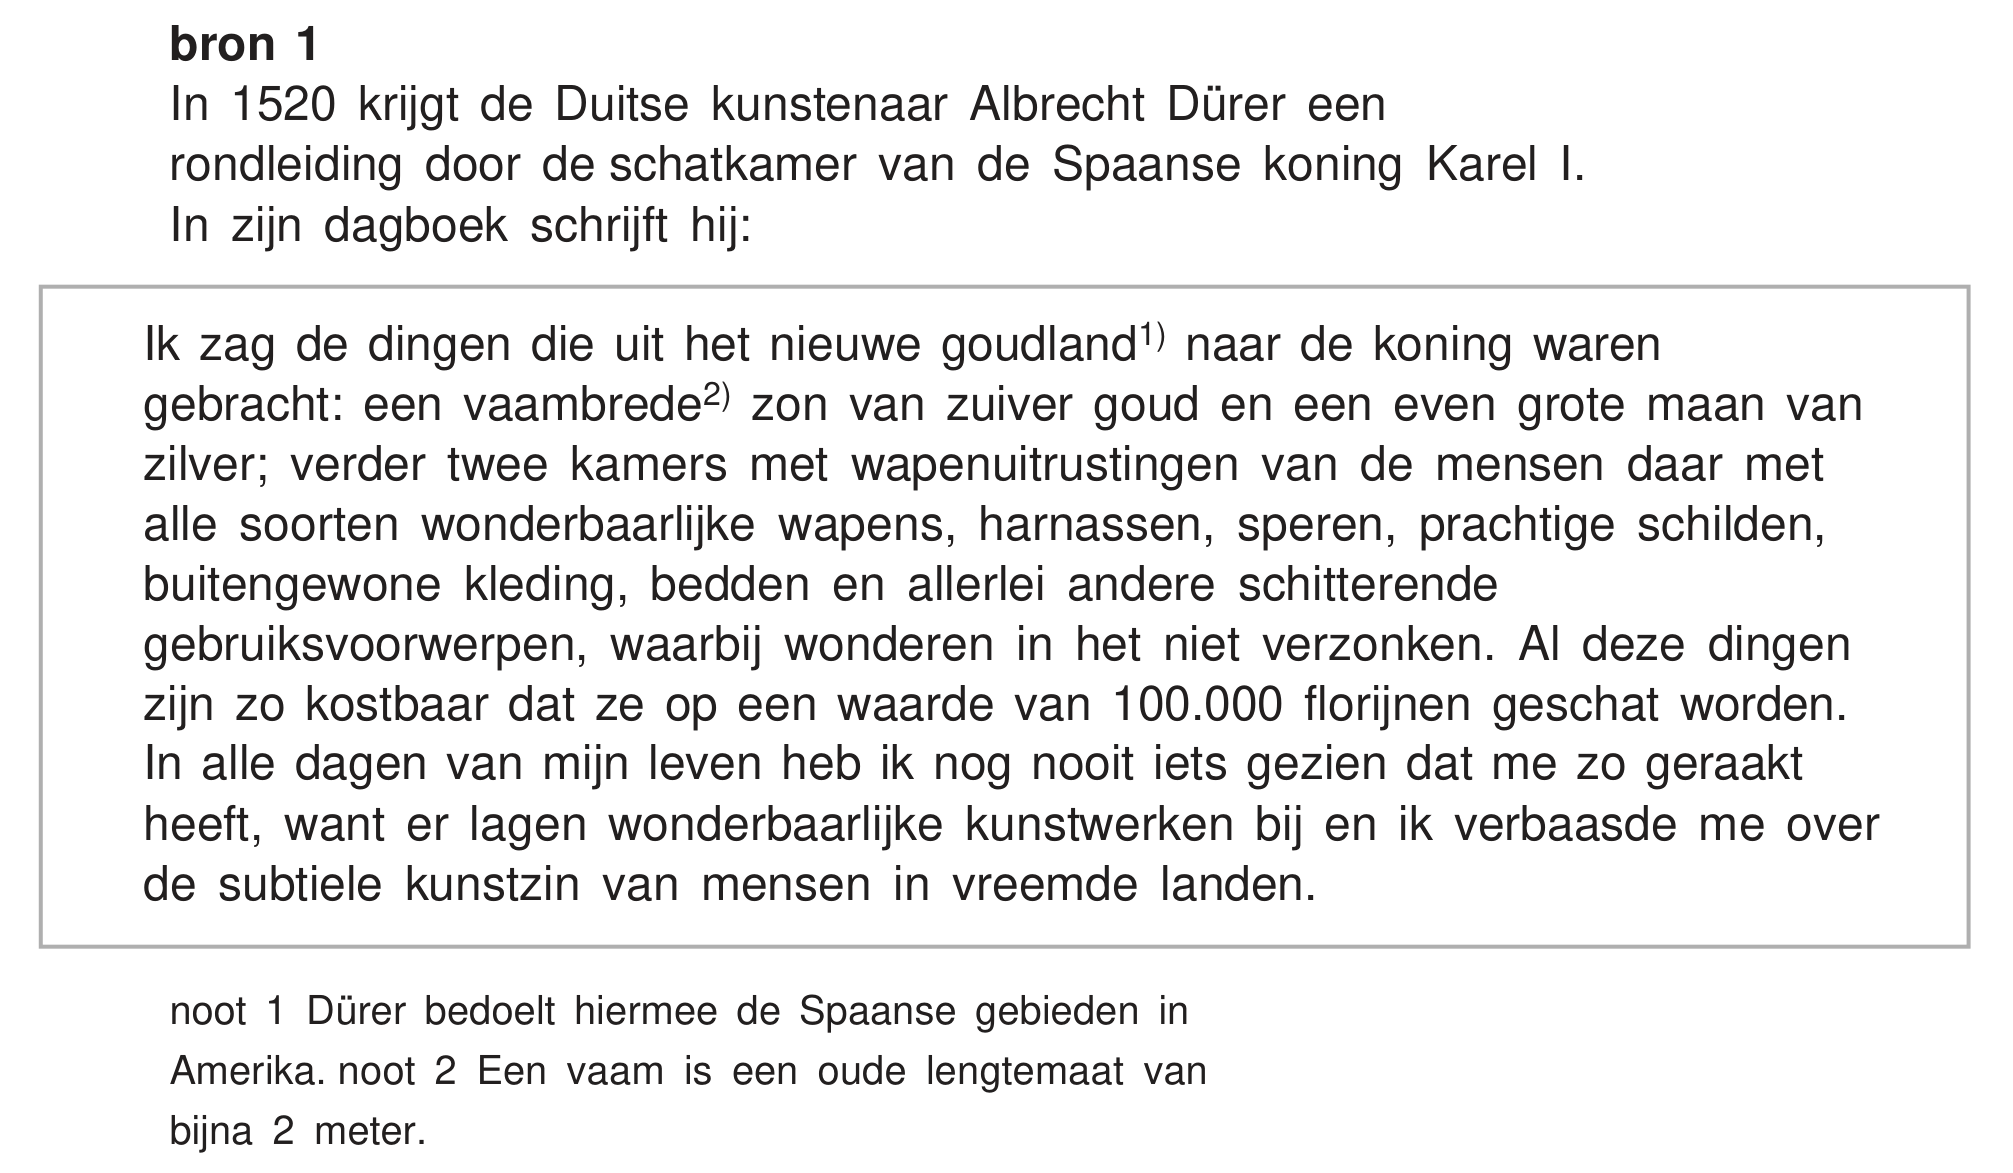 bron 1
In 1520 krijgt de Duitse kunstenaar Albrecht Dürer een
rondleiding door de schatkamer van de Spaanse koning Karel I.
In zijn dagboek schrijft hij:
Ik zag de dingen die uit het nieuwe goudland1) naar de koning waren
gebracht: een vaambrede2) zon van zuiver goud en een even grote maan van
zilver; verder twee kamers met wapenuitrustingen van de mensen daar met
alle soorten wonderbaarlijke wapens, harnassen, speren, prachtige schilden,
buitengewone kleding, bedden en allerlei andere schitterende
gebruiksvoorwerpen, waarbij wonderen in het niet verzonken. Al deze dingen
zijn zo kostbaar dat ze op een waarde van 100.000 florijnen geschat worden.
In alle dagen van mijn leven heb ik nog nooit iets gezien dat me zo geraakt
heeft, want er lagen wonderbaarlijke kunstwerken bij en ik verbaasde me over
de subtiele kunstzin van mensen in vreemde landen.
noot 1 Dürer bedoelt hiermee de Spaanse gebieden in
Amerika. noot 2 Een vaam is een oude lengtemaat van
bijna 2 meter.